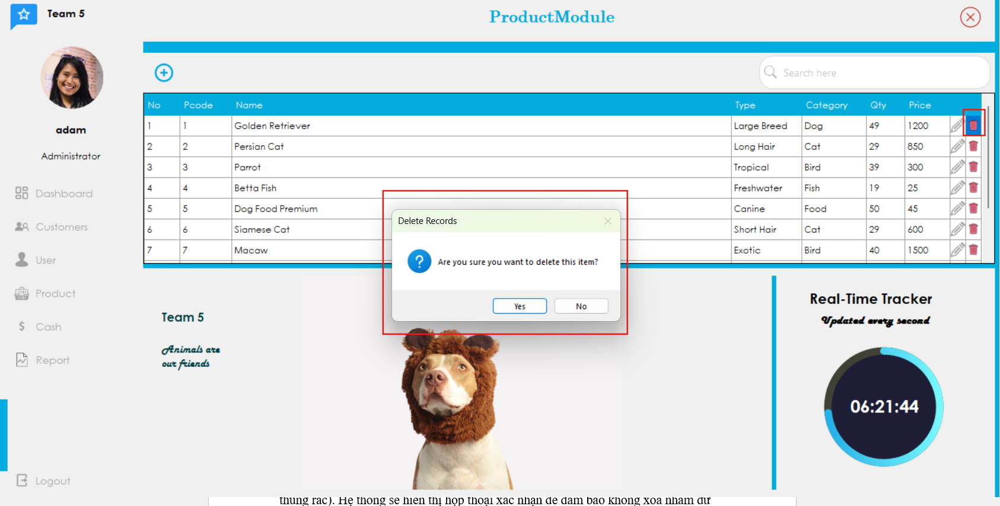 Team 5
ProductModule
adam
Administrator
Dashboard
Customers
User
Product
Cash
Report
Logout
Search here
No Pcode Name Type Category Qty Price
1 1 Golden Retriever Large Breed Dog 49 1200
2 2 Persian Cat Long Hair Cat 29 850
3 3 Parrot Tropical Bird 39 300
4 4 Betta Fish Freshwater Fish 19 25
5 5 Dog Food Premium Canine Food 50 45
6 6 Siamese Cat Short Hair Cat 29 600
7 7 Macaw Exotic Bird 40 1500
Delete Records
Are you sure you want to delete this item?
Yes No
Team 5
Animals are
our friends
Real-Time Tracker
Updated every second
06:21:44
thùng rác). Hệ thống sẽ hiển thị hộp thoại xác nhận để đảm bảo không xóa nhầm dữ